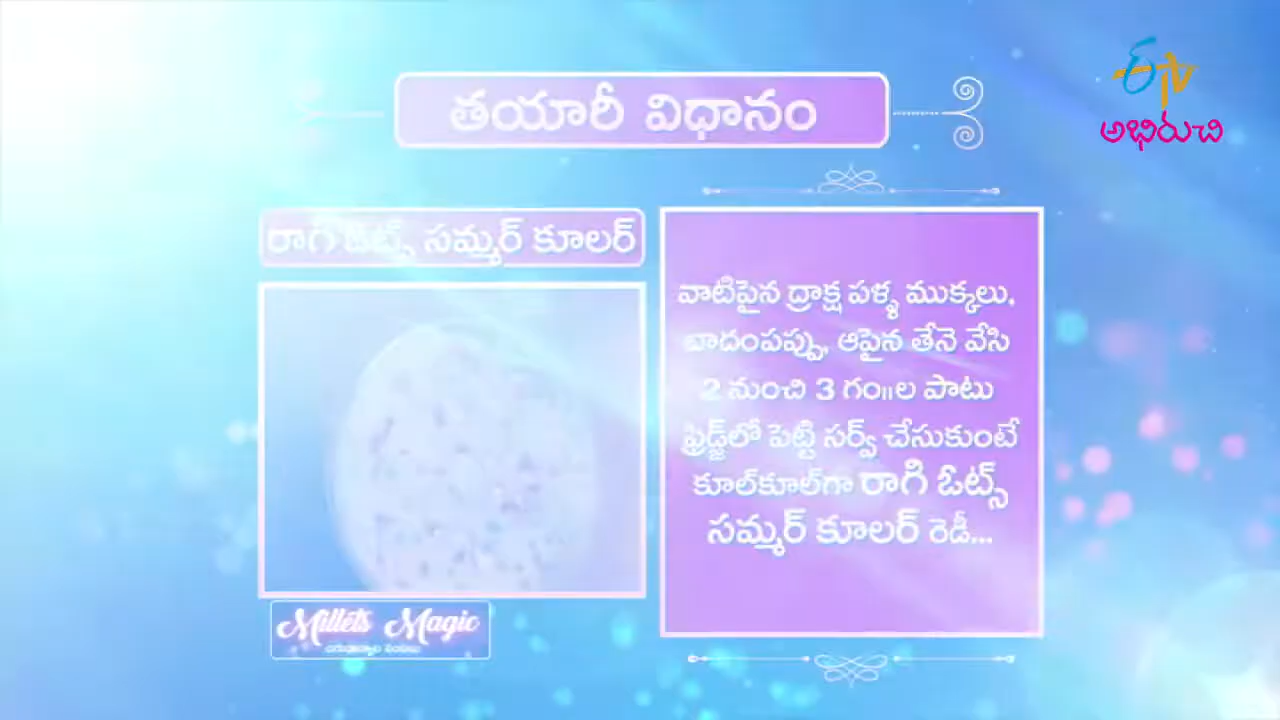 తయారీ విధానం
ETV
అభిరుచి
రాగి ఓట్స్ సమ్మర్ కూలర్
వాటిపైన ద్రాక్ష పళ్ళ ముక్కలు,
బాదంపప్పు, ఆపైన తేనె వేసి
2 నుంచి 3 గం॥ల పాటు
ఫ్రిడ్జ్‌లో పెట్టి సర్వ్ చేసుకుంటే
కూల్‌కూల్‌గా రాగి ఓట్స్
సమ్మర్ కూలర్ రెడీ...
Millets Magic